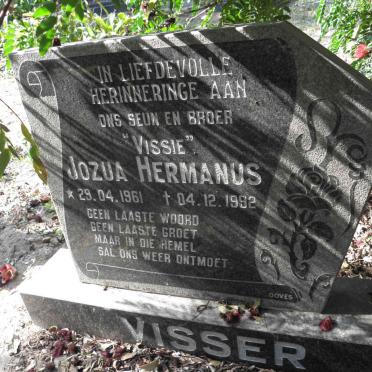 IN LIEFDEVOLLE
HERINNERINGE AAN
ONS SEUN EN BROER
"VISSIE"
JOZUA HERMANUS
* 29.04.1961 † 04.12.1992
GEEN LAASTE WOORD
GEEN LAASTE GROET
MAAR IN DIE HEMEL
SAL ONS WEER ONTMOET
DOVES
VISSER